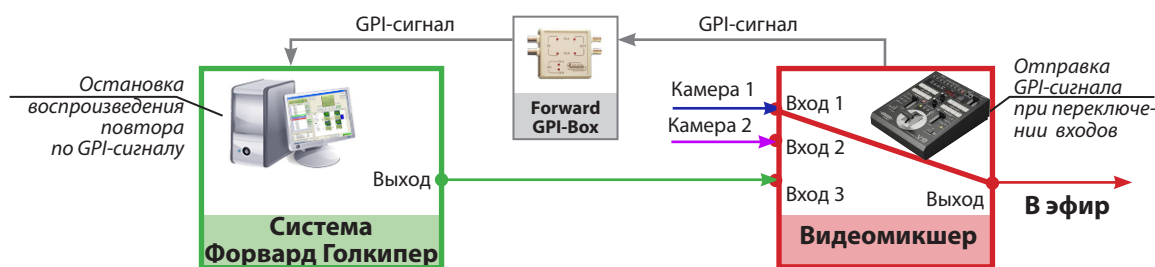 GPI-сигнал
GPI-сигнал
Остановка
воспроизведения
повтора
по GPI-сигналу
Forward
GPI-Box
Камера 1
Камера 2
Вход 1
Вход 2
Вход 3
Отправка
GPI-сигнала
при переключе-
нии входов
Выход
Выход
В эфир
Система
Форвард Голкипер
Видеомикшер